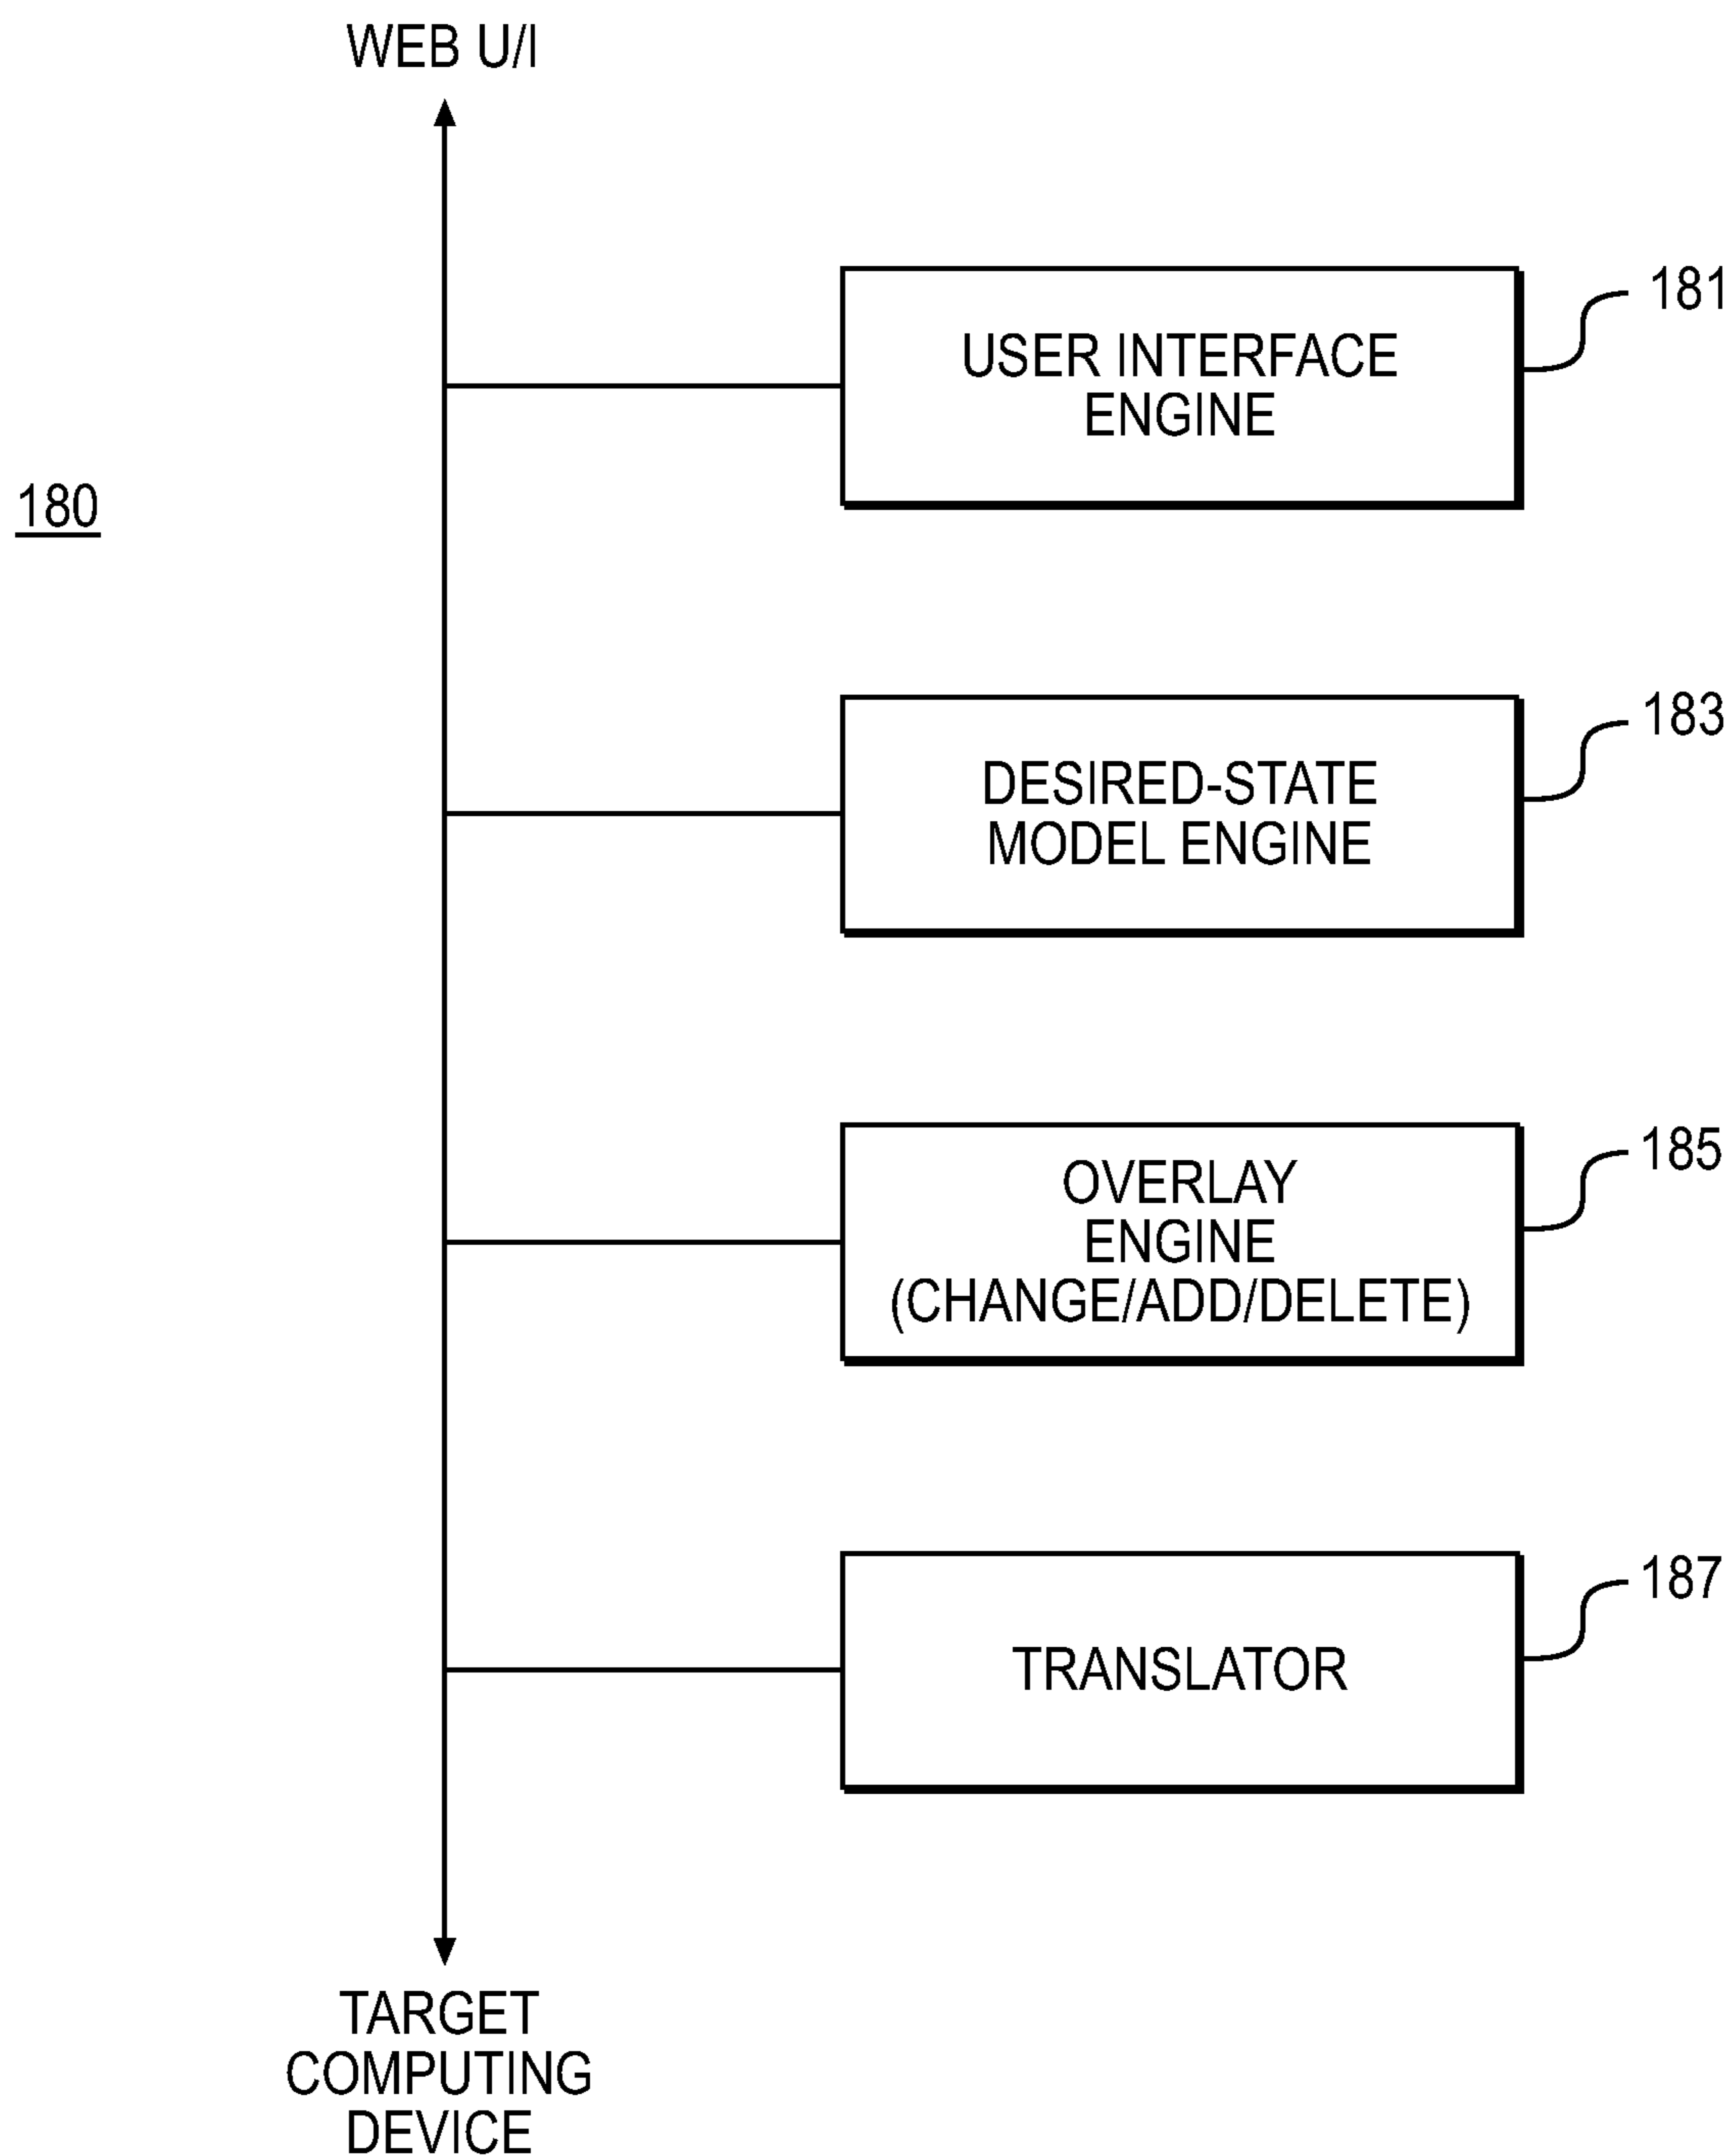 WEB U/I
181
USER INTERFACE
ENGINE
180
183
DESIRED-STATE
MODEL ENGINE
185
OVERLAY
ENGINE
(CHANGE/ADD/DELETE)
187
TRANSLATOR
TARGET
COMPUTING
DEVICE